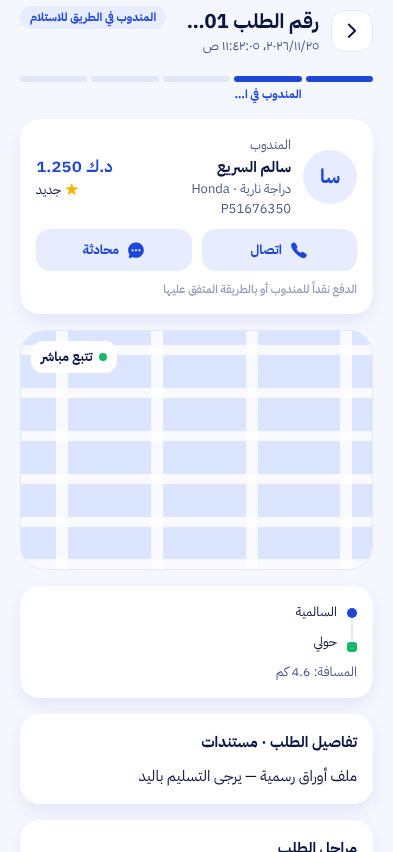 رقم الطلب 01...
المندوب في الطريق للاستلام
٢٠٢٦/١١/٢٥، ١١:٤٢:٠٥ ص
المندوب في ا...
المندوب
سالم السريع
سا
د.ك 1.250
دراجة نارية · Honda
جديد
P51676350
اتصال
محادثة
الدفع نقداً للمندوب أو بالطريقة المتفق عليها
تتبع مباشر
السالمية
حولي
المسافة: 4.6 كم
تفاصيل الطلب · مستندات
ملف أوراق رسمية — يرجى التسليم باليد
مراحل الطلب